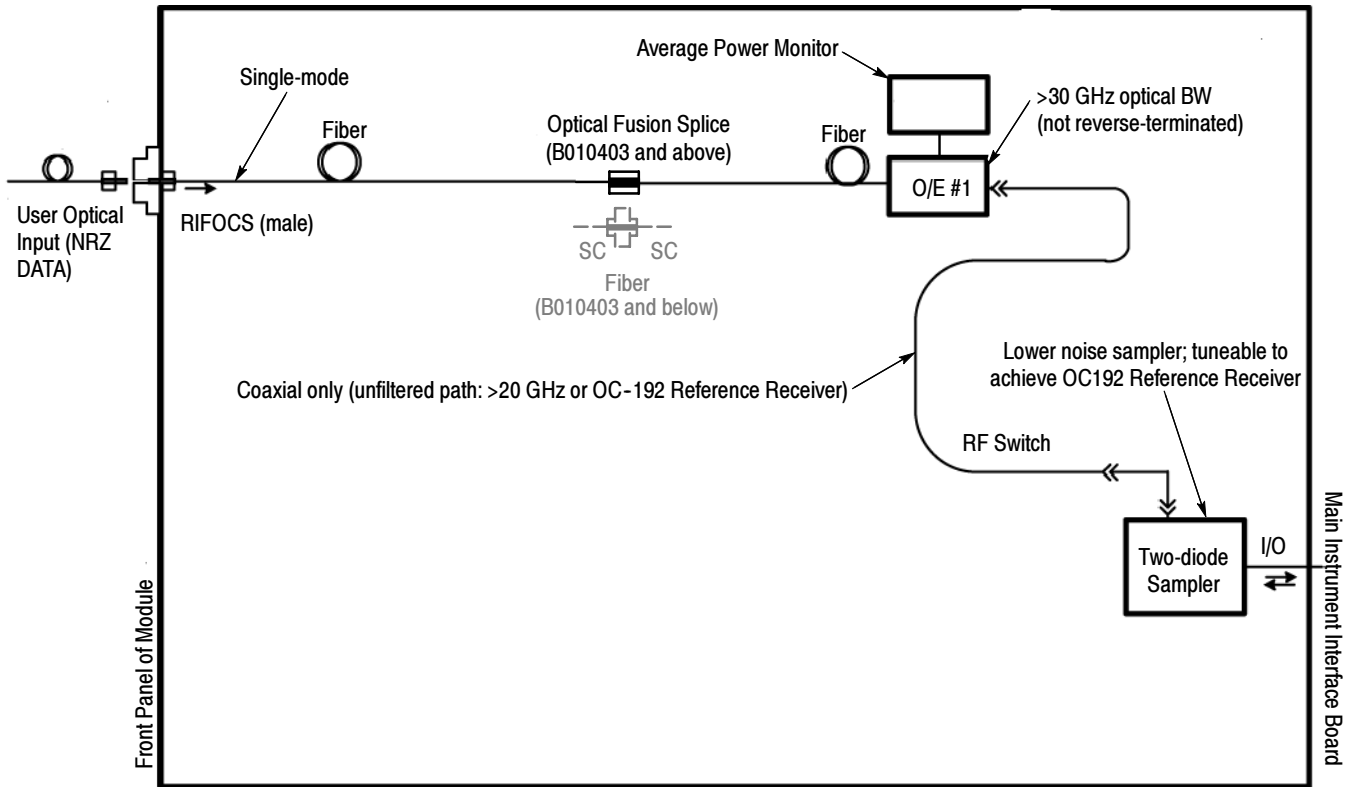 Average Power Monitor
Single-mode
>30 GHz optical BW
(not reverse-terminated)
Fiber
Optical Fusion Splice
(B010403 and above)
Fiber
O/E #1
User Optical
Input (NRZ
DATA)
RIFOCS (male)
SC SC
Fiber
(B010403 and below)
Lower noise sampler; tuneable to
achieve OC192 Reference Receiver
Coaxial only (unfiltered path: >20 GHz or OC-192 Reference Receiver)
RF Switch
Two-diode
Sampler
I/O
Front Panel of Module
Main Instrument Interface Board